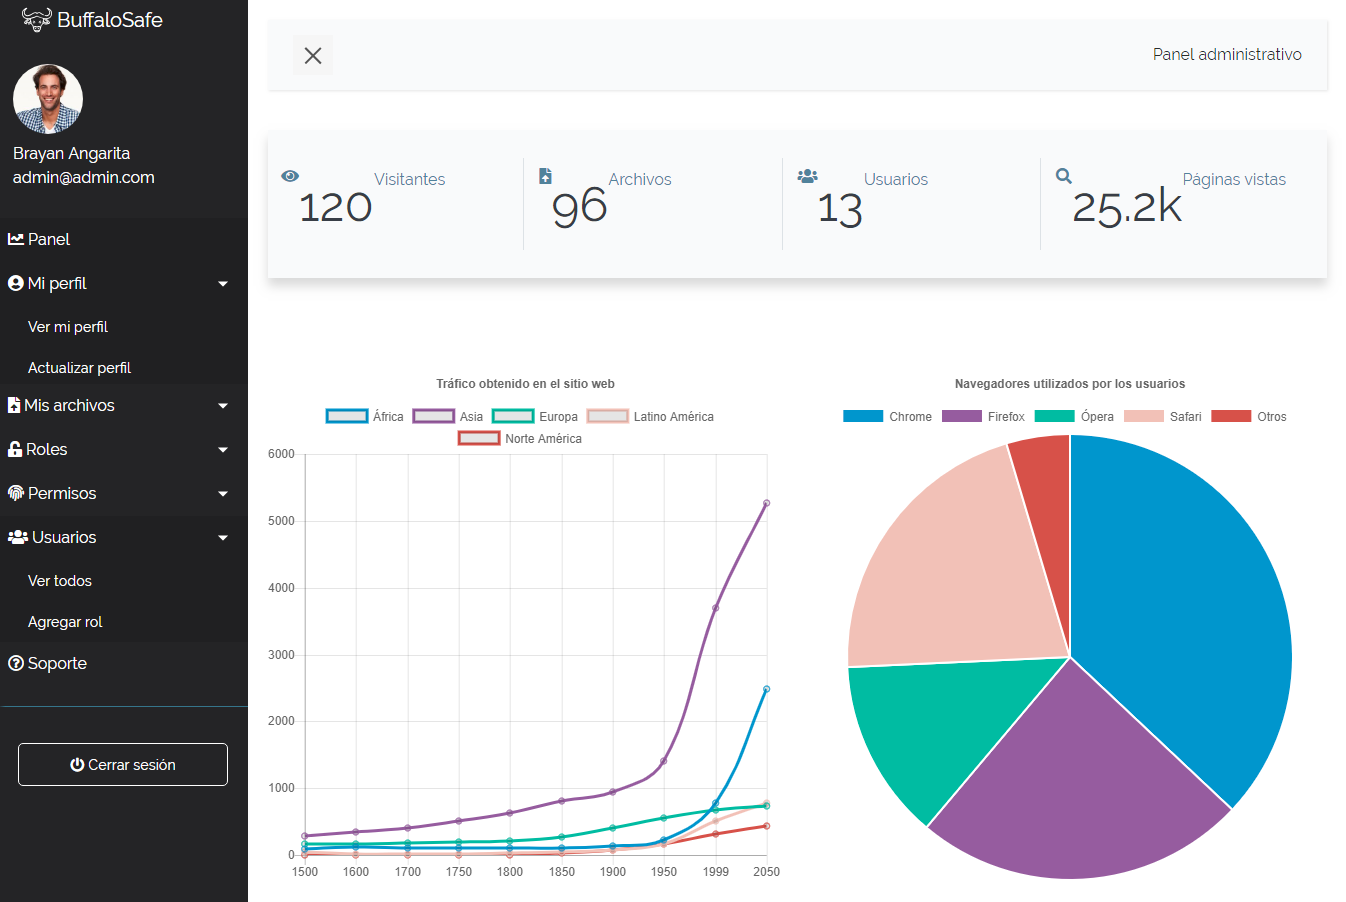 BuffaloSafe
Brayan Angarita
admin@admin.com
Panel
Mi perfil
Ver mi perfil
Actualizar perfil
Mis archivos
Roles
Permisos
Usuarios
Ver todos
Agregar rol
Soporte
Cerrar sesión
Panel administrativo
Visitantes
120
Archivos
96
Usuarios
13
Páginas vistas
25.2k
Tráfico obtenido en el sitio web
África Asia Europa Latino América
Norte América
6000
5000
4000
3000
2000
1000
0
1500 1600 1700 1750 1800 1850 1900 1950 1999 2050
Navegadores utilizados por los usuarios
Chrome Firefox Ópera Safari Otros